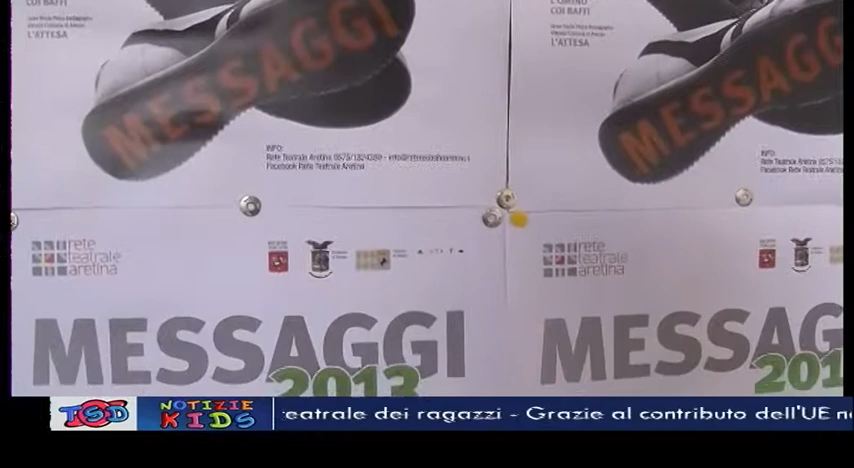 COI BAFFI
L'ATTESA
MESSAGGI
INFO:
Rete Teatrale Aretina
Facebook Rete Teatrale Aretina
COI BAFFI
L'ATTESA
MESSAGG
INFO:
Rete Teatrale Aretina
Facebook Rete Teatrale Aretina
rete
teatrale
aretina
MESSAGGI
2013
rete
teatrale
aretina
MESSAG
201
TSD
NOTIZIE
KIDS
eatrale dei ragazzi - Grazie al contributo dell'UE n